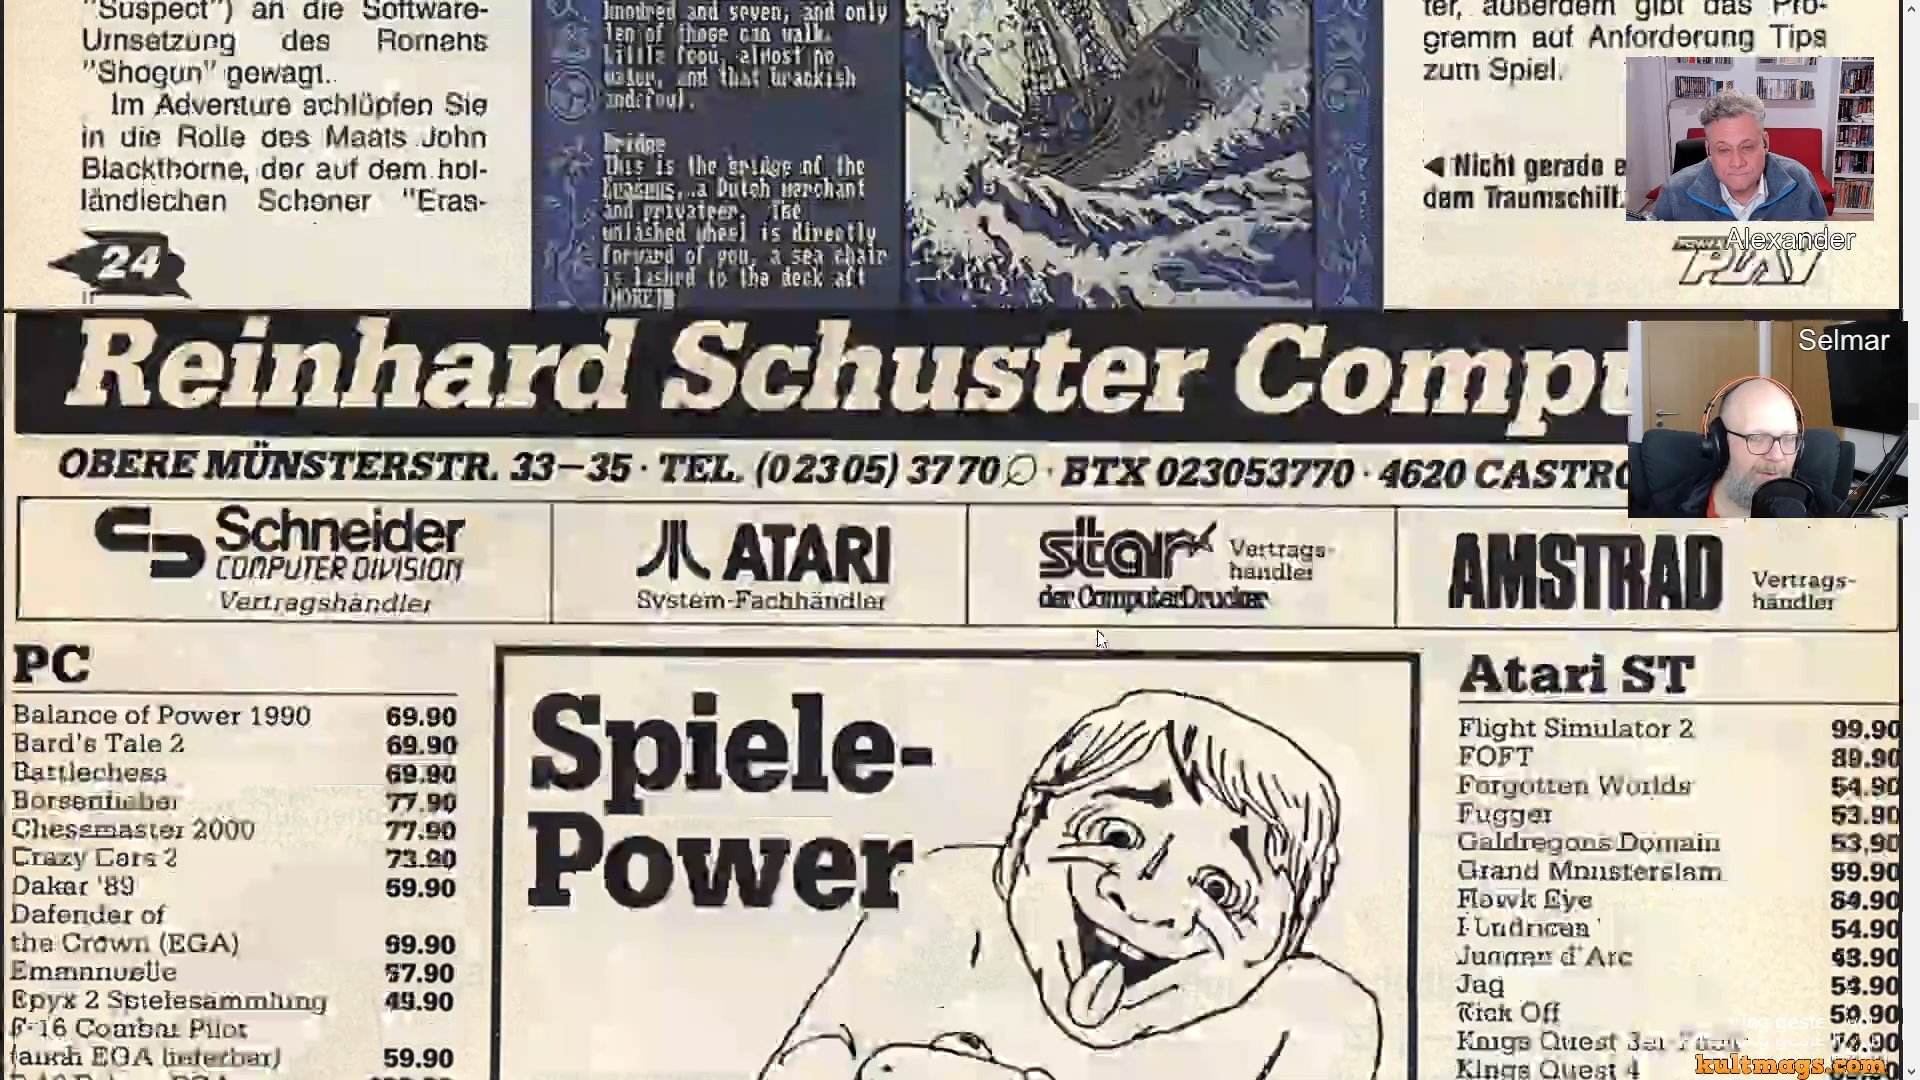 "Suspect") an die Software-
Umsetzung des Romans
"Shogun" gewagt.
Im Adventure schlüpfen Sie
in die Rolle des Maats John
Blackthorne, der auf dem hol-
ländischen Schoner "Eras-
24
hundred and seven, and only
ten of those can walk.
Little food, almost no
water, and that brackish
and foul.
Bridge
This is the bridge of the
Erasmus, a Dutch merchant
and privateer. The
unlashed wheel is directly
forward of you, a sea chair
is lashed to the deck aft
[MORE]
ter, außerdem gibt das Pro-
gramm auf Anforderung Tips
zum Spiel.
◄ Nicht gerade
dem Traumschiff
PLAY
Alexander
Selmar
Reinhard Schuster Compu
OBERE MÜNSTERSTR. 33–35 · TEL. (02305) 3770 · BTX 023053770 · 4620 CASTRO
Schneider
COMPUTER DIVISION
Vertragshändler
ATARI
System-Fachhändler
star
Vertrags-
händler
der ComputerDrucker
AMSTRAD
Vertrags-
händler
PC
Balance of Power 1990 69.90
Bard's Tale 2 69.90
Battlechess 69.90
Börsenfieber 77.90
Chessmaster 2000 77.90
Crazy Cars 2 73.90
Dakar '89 59.90
Defender of
the Crown (EGA) 99.90
Emmanuelle 57.90
Epyx 2 Spielesammlung 49.90
F-16 Combat Pilot
(auch EGA lieferbar) 59.90
Spiele-
Power
Atari ST
Flight Simulator 2 99.90
FOFT 89.90
Forgotten Worlds 54.90
Fugger 53.90
Galdregons Domain 53.90
Grand Monsterslam 59.90
Hawk Eye
54.90
Jeanne d'Arc 63.90
Jag
Kick Off
Kings Quest
Kings Quest 4
kultmags.com